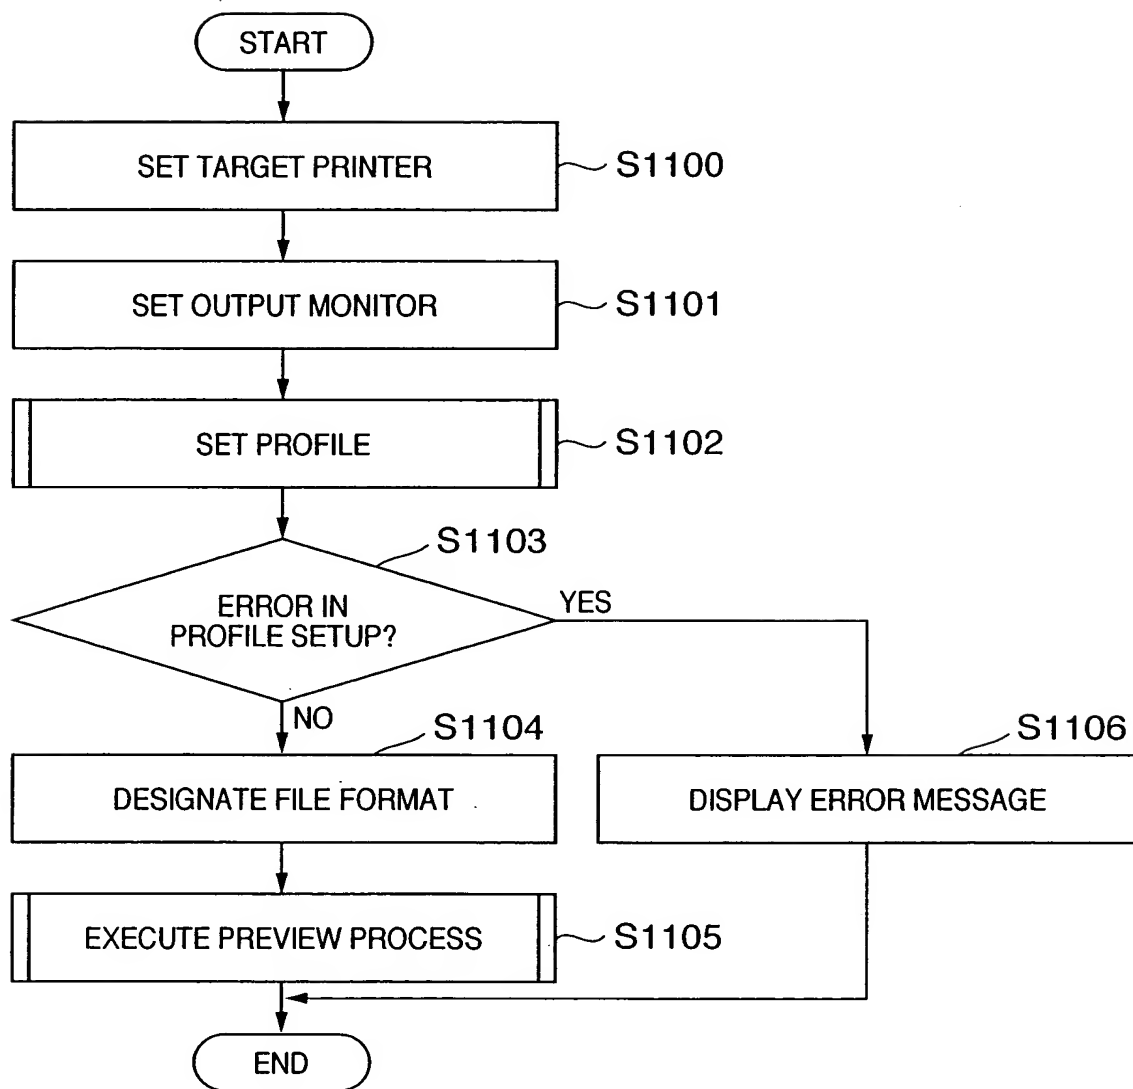 START
SET TARGET PRINTER
S1100
SET OUTPUT MONITOR
S1101
SET PROFILE
S1102
S1103
ERROR IN
PROFILE SETUP?
YES
NO
S1104
DESIGNATE FILE FORMAT
S1106
DISPLAY ERROR MESSAGE
EXECUTE PREVIEW PROCESS
S1105
END